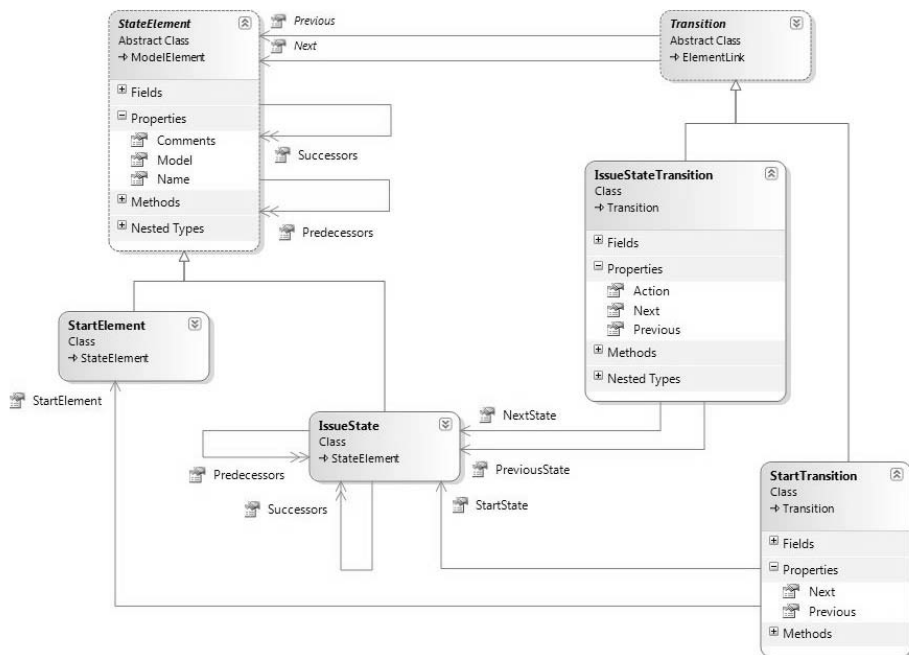 StateElement
Abstract Class
ModelElement
Fields
Properties
Comments
Model
Name
Methods
Nested Types
Previous
Next
Successors
Predecessors
Transition
Abstract Class
ElementLink
IssueStateTransition
Class
Transition
Fields
Properties
Action
Next
Previous
Methods
Nested Types
StartElement
Class
StateElement
StartElement
IssueState
Class
StateElement
Predecessors
Successors
NextState
PreviousState
StartState
StartTransition
Class
Transition
Fields
Properties
Next
Previous
Methods